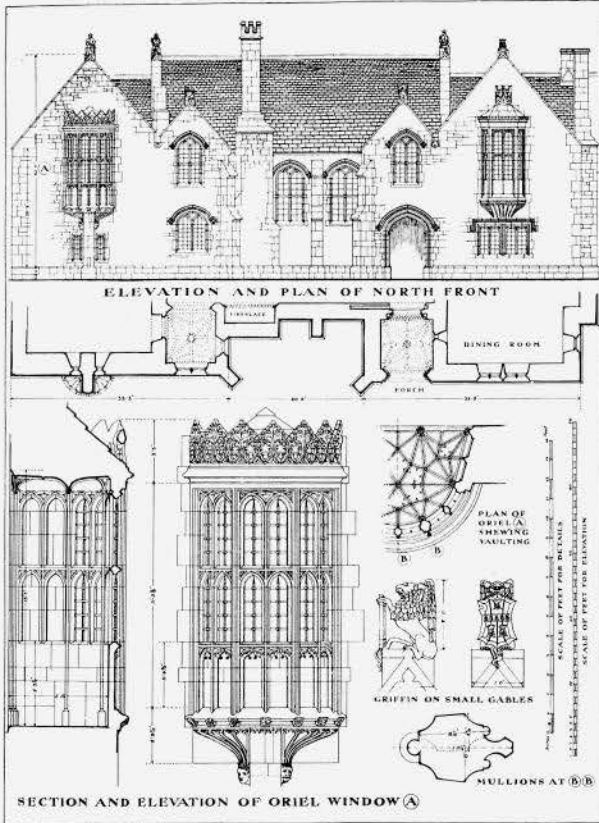 A
ELEVATION AND PLAN OF NORTH FRONT
FIREPLACE
DINING ROOM
PORCH
PLAN OF
ORIEL A
SHEWING
VAULTING
B B
SCALE OF FEET FOR DETAILS
SCALE OF FEET FOR ELEVATION
GRIFFIN ON SMALL GABLES
MULLIONS AT B B
SECTION AND ELEVATION OF ORIEL WINDOW A